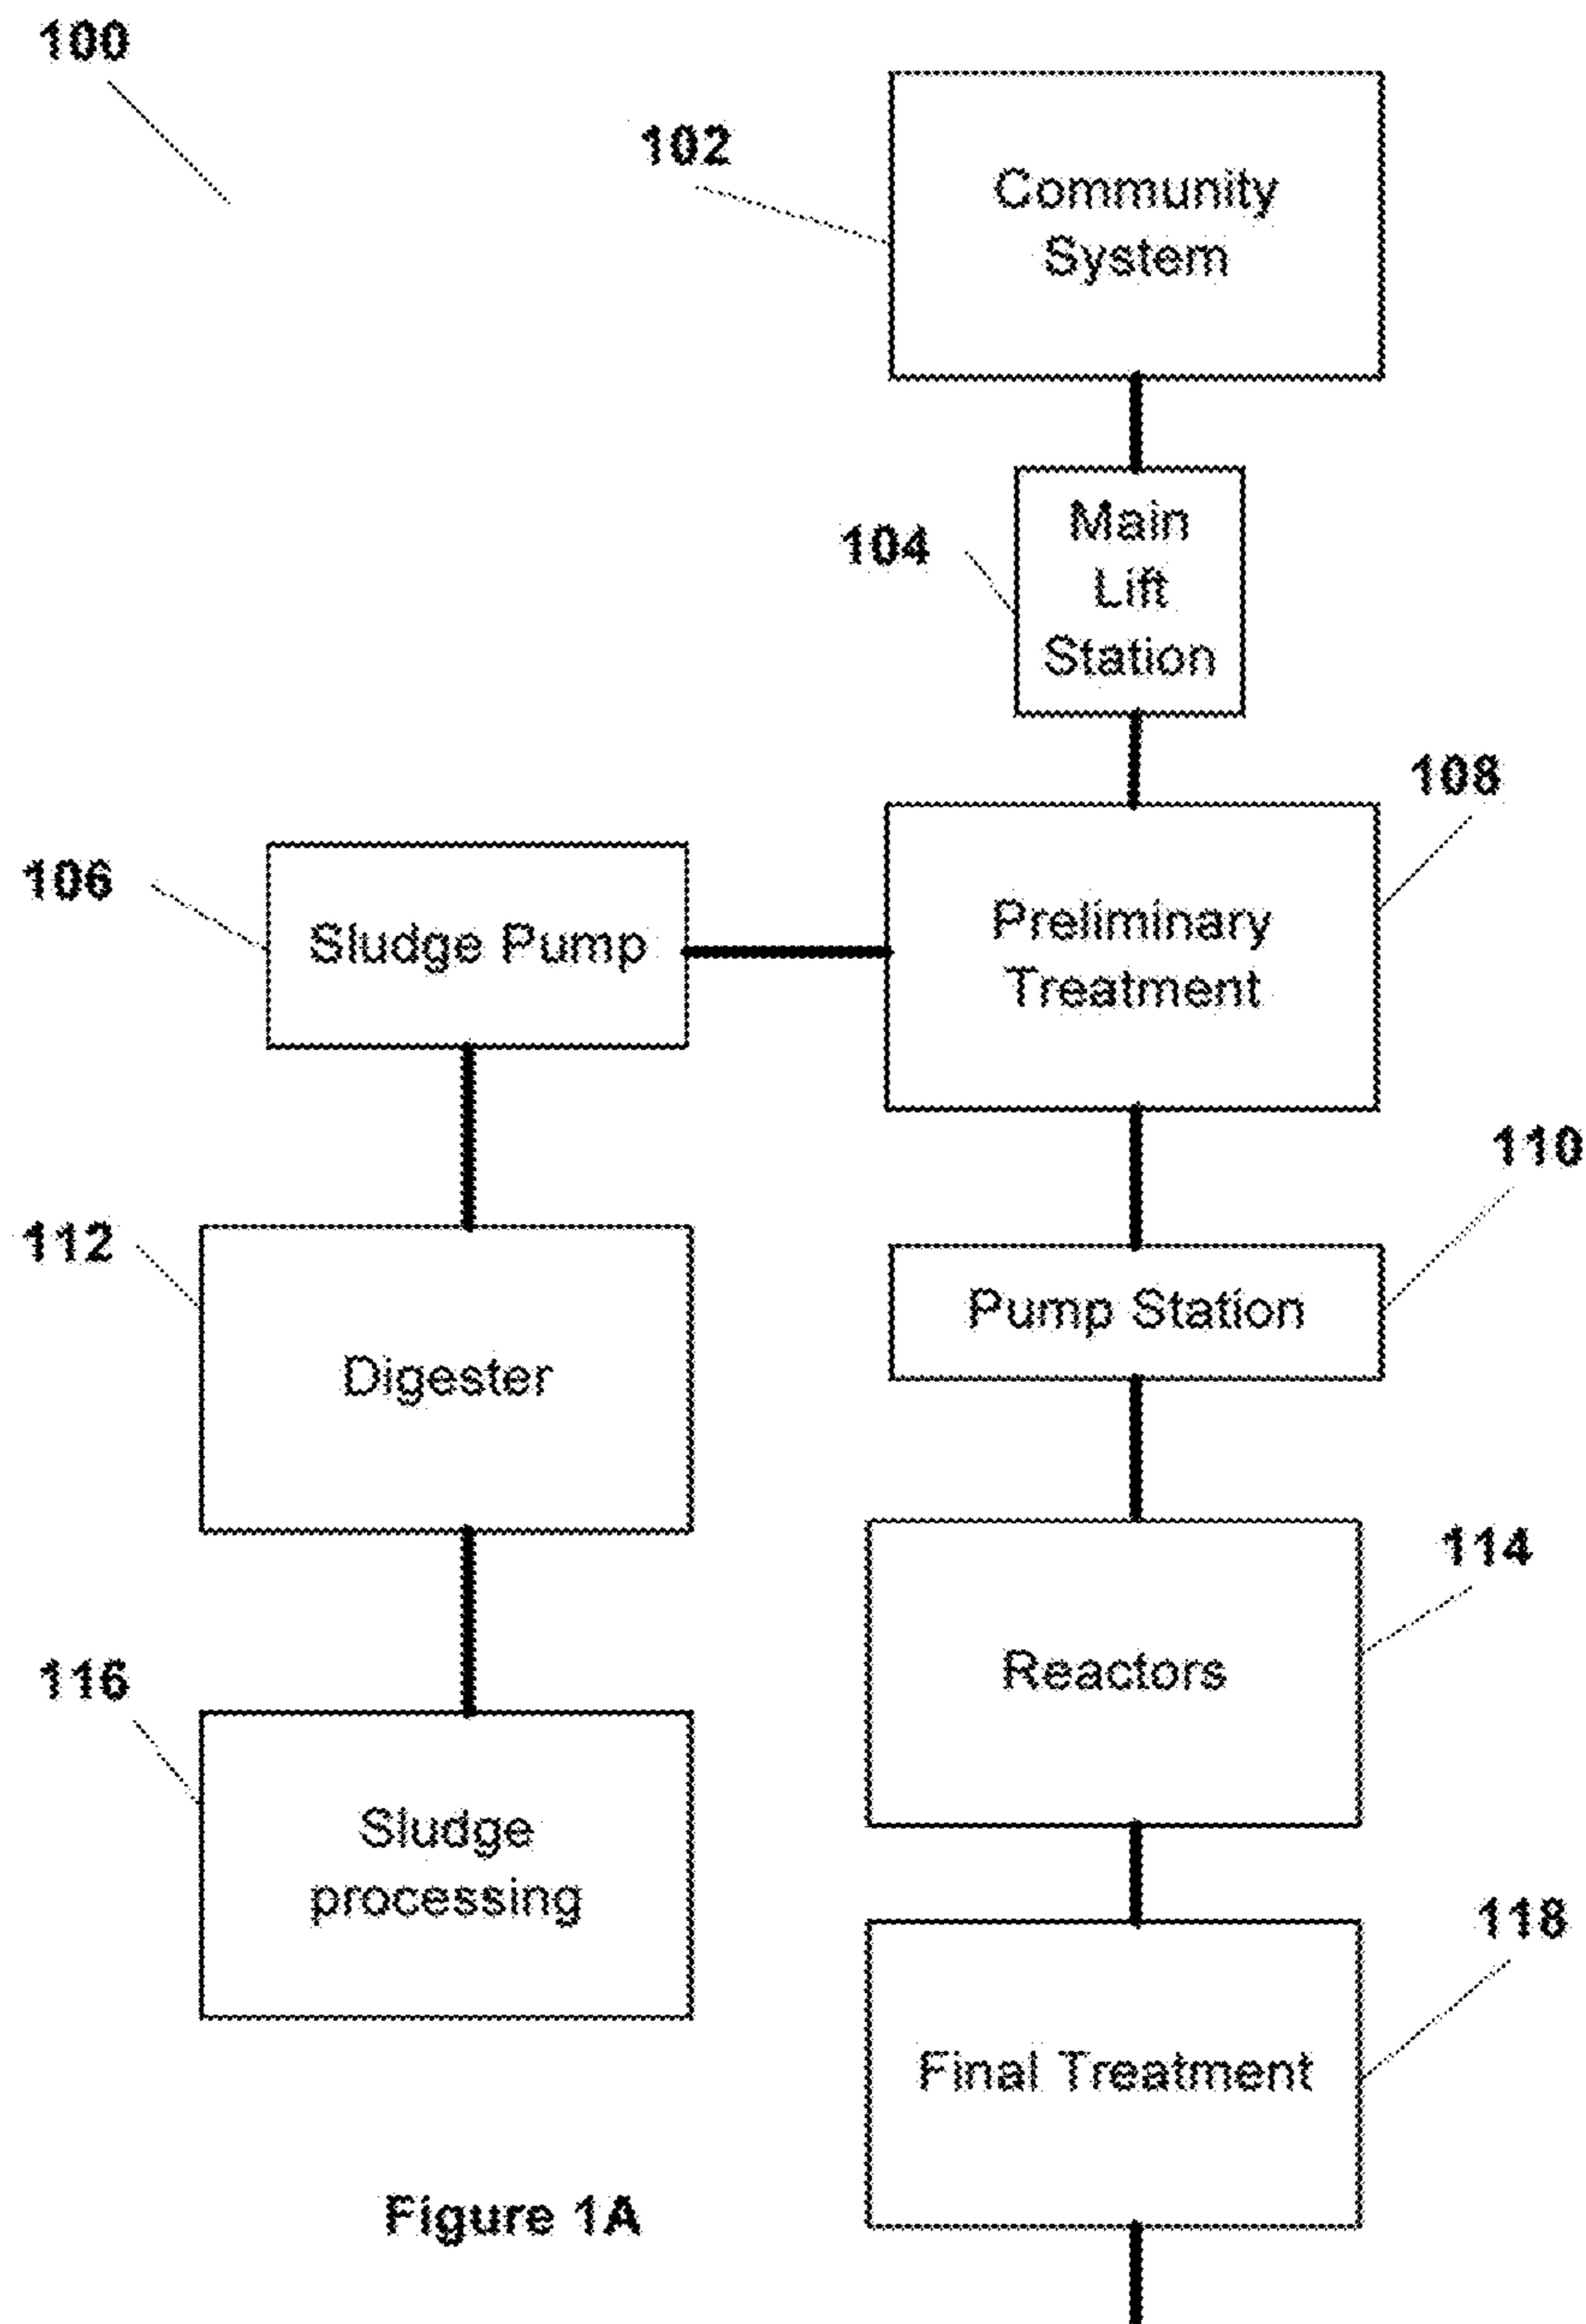 100
102
Community
System
104
Main
Lift
Station
108
106
Sludge Pump
Preliminary
Treatment
110
112
Pump Station
Digester
114
Reactors
116
Sludge
processing
118
Final Treatment
Figure 1A